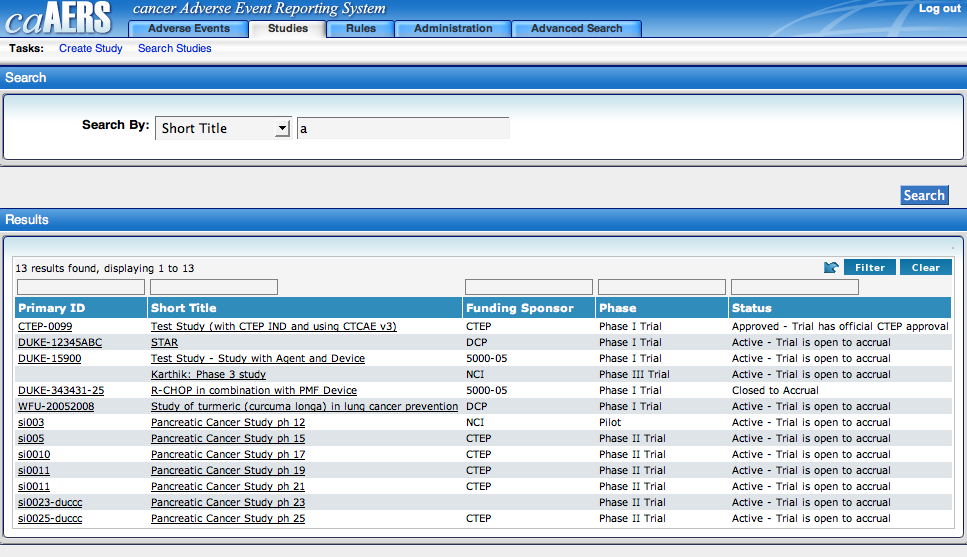 caAERS cancer Adverse Event Reporting System Log out
Adverse Events Studies Rules Administration Advanced Search
Tasks: Create Study Search Studies
Search
Search By: Short Title a
Search
Results
13 results found, displaying 1 to 13 Filter Clear
Primary ID Short Title Funding Sponsor Phase Status
CTEP-0099 Test Study (with CTEP IND and using CTCAE v3) CTEP Phase I Trial Approved - Trial has official CTEP approval
DUKE-12345ABC STAR DCP Phase I Trial Active - Trial is open to accrual
DUKE-15900 Test Study - Study with Agent and Device 5000-05 Phase I Trial Active - Trial is open to accrual
Karthik: Phase 3 study NCI Phase III Trial Active - Trial is open to accrual
DUKE-343431-25 R-CHOP in combination with PMF Device 5000-05 Phase I Trial Closed to Accrual
WFU-20052008 Study of turmeric (curcuma longa) in lung cancer prevention DCP Phase I Trial Active - Trial is open to accrual
si003 Pancreatic Cancer Study ph 12 NCI Pilot Active - Trial is open to accrual
si005 Pancreatic Cancer Study ph 15 CTEP Phase II Trial Active - Trial is open to accrual
si0010 Pancreatic Cancer Study ph 17 CTEP Phase II Trial Active - Trial is open to accrual
si0011 Pancreatic Cancer Study ph 19 CTEP Phase II Trial Active - Trial is open to accrual
si0011 Pancreatic Cancer Study ph 21 CTEP Phase II Trial Active - Trial is open to accrual
si0023-duccc Pancreatic Cancer Study ph 23 Phase II Trial Active - Trial is open to accrual
si0025-duccc Pancreatic Cancer Study ph 25 CTEP Phase II Trial Active - Trial is open to accrual